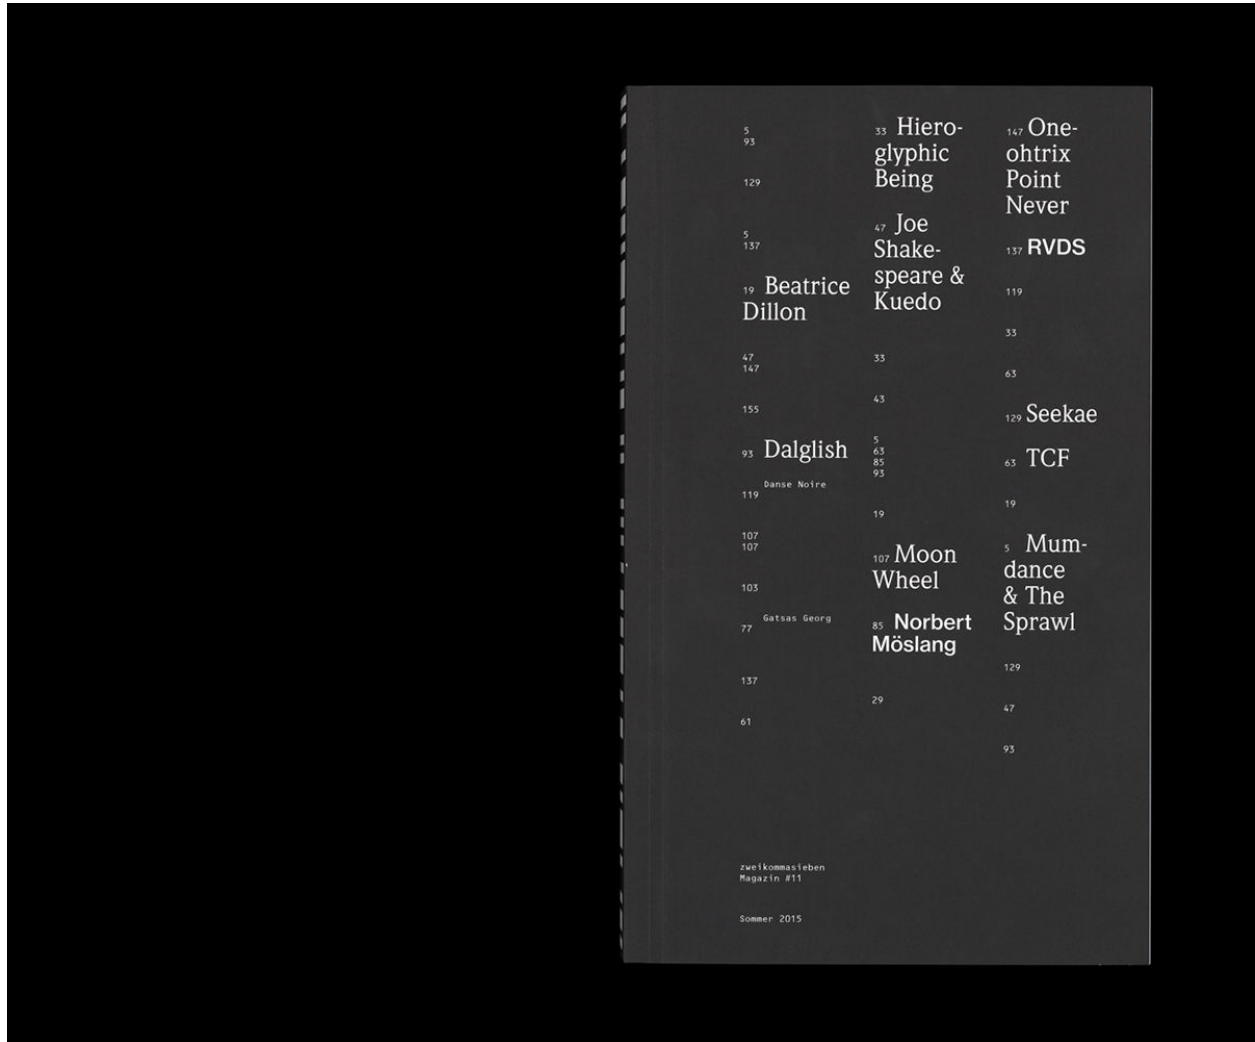 5
93
129
5
137
19 Beatrice
Dillon
47
147
155
93 Dalglish
Danse Noire
119
107
107
103
Gatsas Georg
77
137
61
33 Hiero-
glyphic
Being
47 Joe
Shake-
speare &
Kuedo
33
43
5
63
85
93
19
107 Moon
Wheel
85 Norbert
Möslang
29
147 One-
ohtrix
Point
Never
137 RVDS
119
33
63
129 Seekae
63 TCF
19
5 Mum-
dance
& The
Sprawl
129
47
93
zweikommasieben
Magazin #11
Sommer 2015